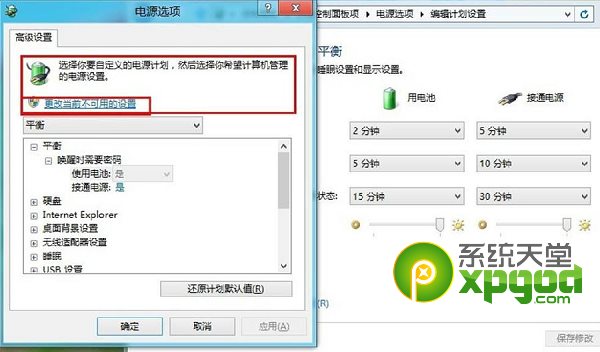 电源选项
高级设置
选择你要自定义的电源计划，然后选择你希望计算机管理
的电源设置。
更改当前不可用的设置
平衡
平衡
唤醒时需要密码
使用电池: 是
接通电源: 是
硬盘
Internet Explorer
桌面背景设置
无线适配器设置
睡眠
USB 设置
还原计划默认值(R)
确定
取消
应用(A)
控制面板项 ▸ 电源选项 ▸ 编辑计划设置
平衡
睡眠设置和显示设置。
用电池
接通电源
2 分钟
5 分钟
5 分钟
10 分钟
状态:
15 分钟
30 分钟
(R)
系统天堂
xpgod
保存修改